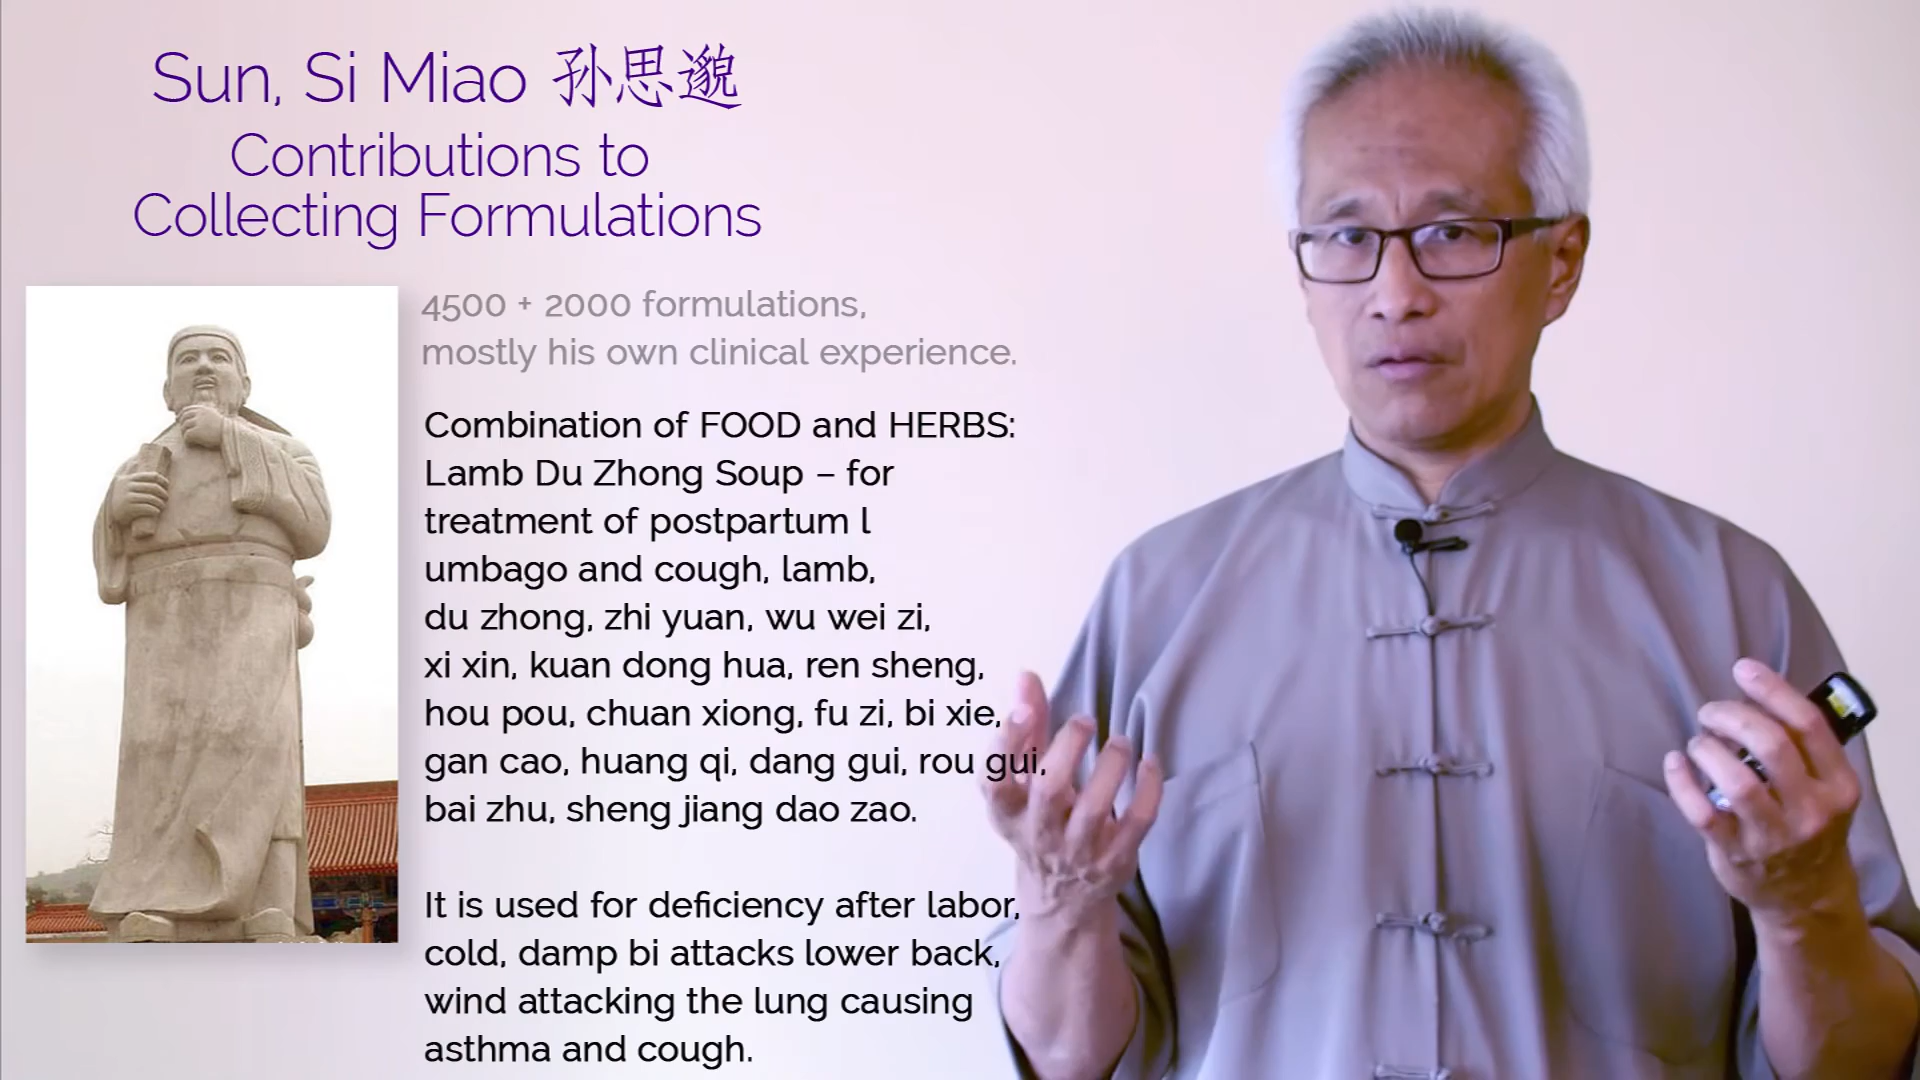 Sun, Si Miao 孙思邈
Contributions to
Collecting Formulations
4500 + 2000 formulations,
mostly his own clinical experience.
Combination of FOOD and HERBS:
Lamb Du Zhong Soup – for
treatment of postpartum l
umbago and cough, lamb,
du zhong, zhi yuan, wu wei zi,
xi xin, kuan dong hua, ren sheng,
hou pou, chuan xiong, fu zi, bi xie,
gan cao, huang qi, dang gui, rou gui,
bai zhu, sheng jiang dao zao.
It is used for deficiency after labor,
cold, damp bi attacks lower back,
wind attacking the lung causing
asthma and cough.